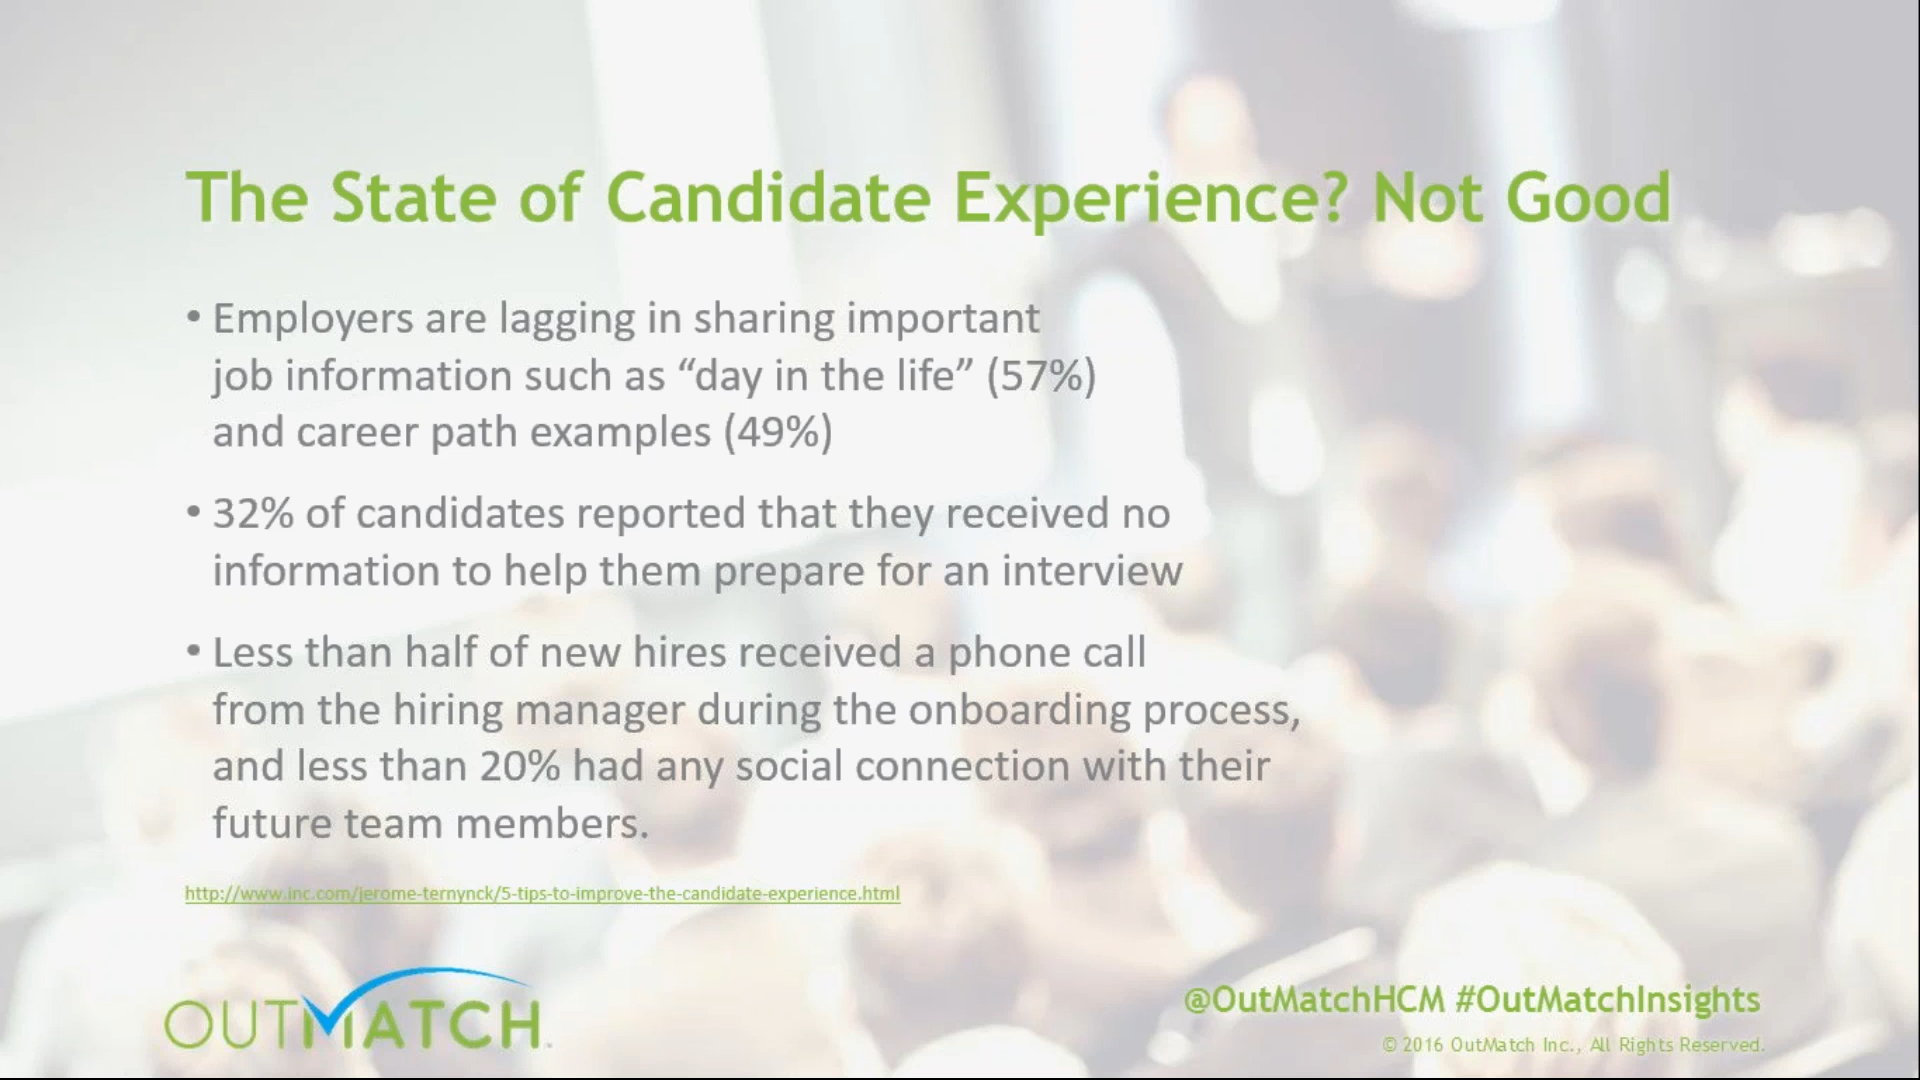 The State of Candidate Experience? Not Good
• Employers are lagging in sharing important
job information such as “day in the life” (57%)
and career path examples (49%)
• 32% of candidates reported that they received no
information to help them prepare for an interview
• Less than half of new hires received a phone call
from the hiring manager during the onboarding process,
and less than 20% had any social connection with their
future team members.
http://www.inc.com/jerome-ternynck/5-tips-to-improve-the-candidate-experience.html
OUTMATCH
@OutMatchHCM #OutMatchInsights
© 2016 OutMatch Inc., All Rights Reserved.